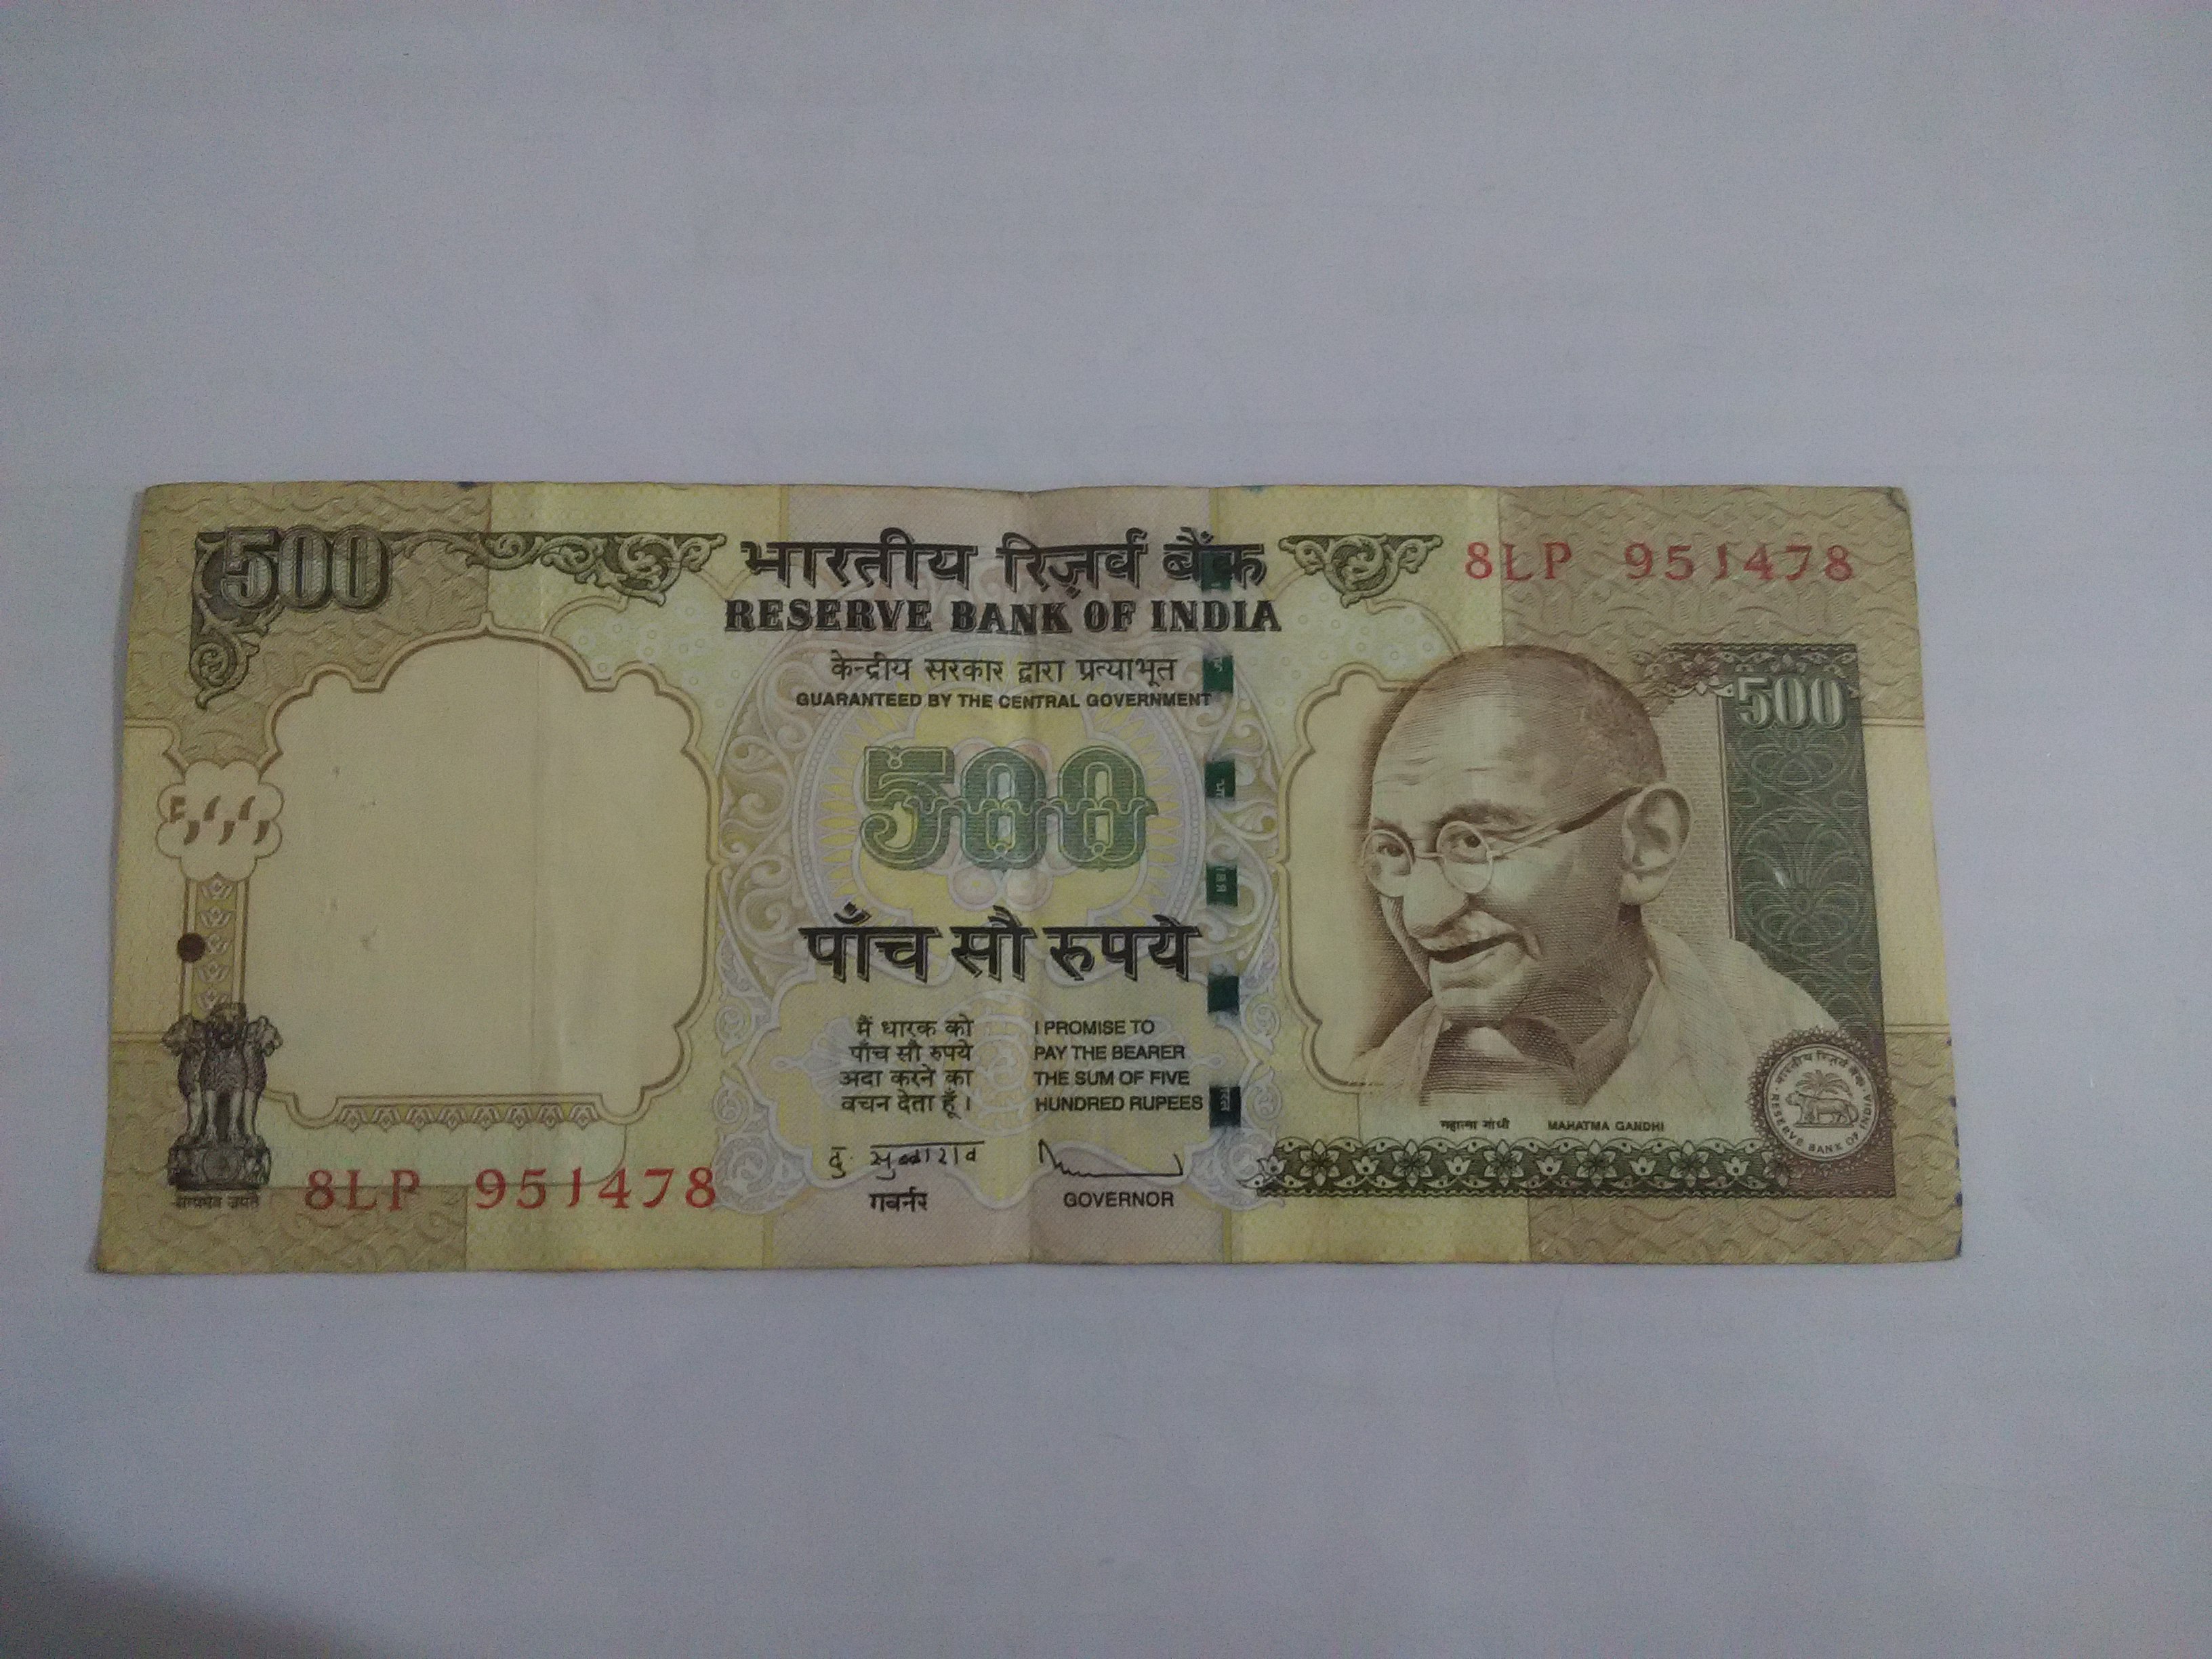 500
भारतीय रिज़र्व बैंक
RESERVE BANK OF INDIA
8LP 951478
केन्द्रीय सरकार द्वारा प्रत्याभूत
GUARANTEED BY THE CENTRAL GOVERNMENT
500
500
पाँच सौ रुपये
मैं धारक को
पाँच सौ रुपये
अदा करने का
वचन देता हूँ।
I PROMISE TO
PAY THE BEARER
THE SUM OF FIVE
HUNDRED RUPEES
गवर्नर
GOVERNOR
महात्मा गांधी MAHATMA GANDHI
भारतीय रिज़र्व बैंक
RESERVE BANK OF INDIA
सत्यमेव जयते
8LP 951478